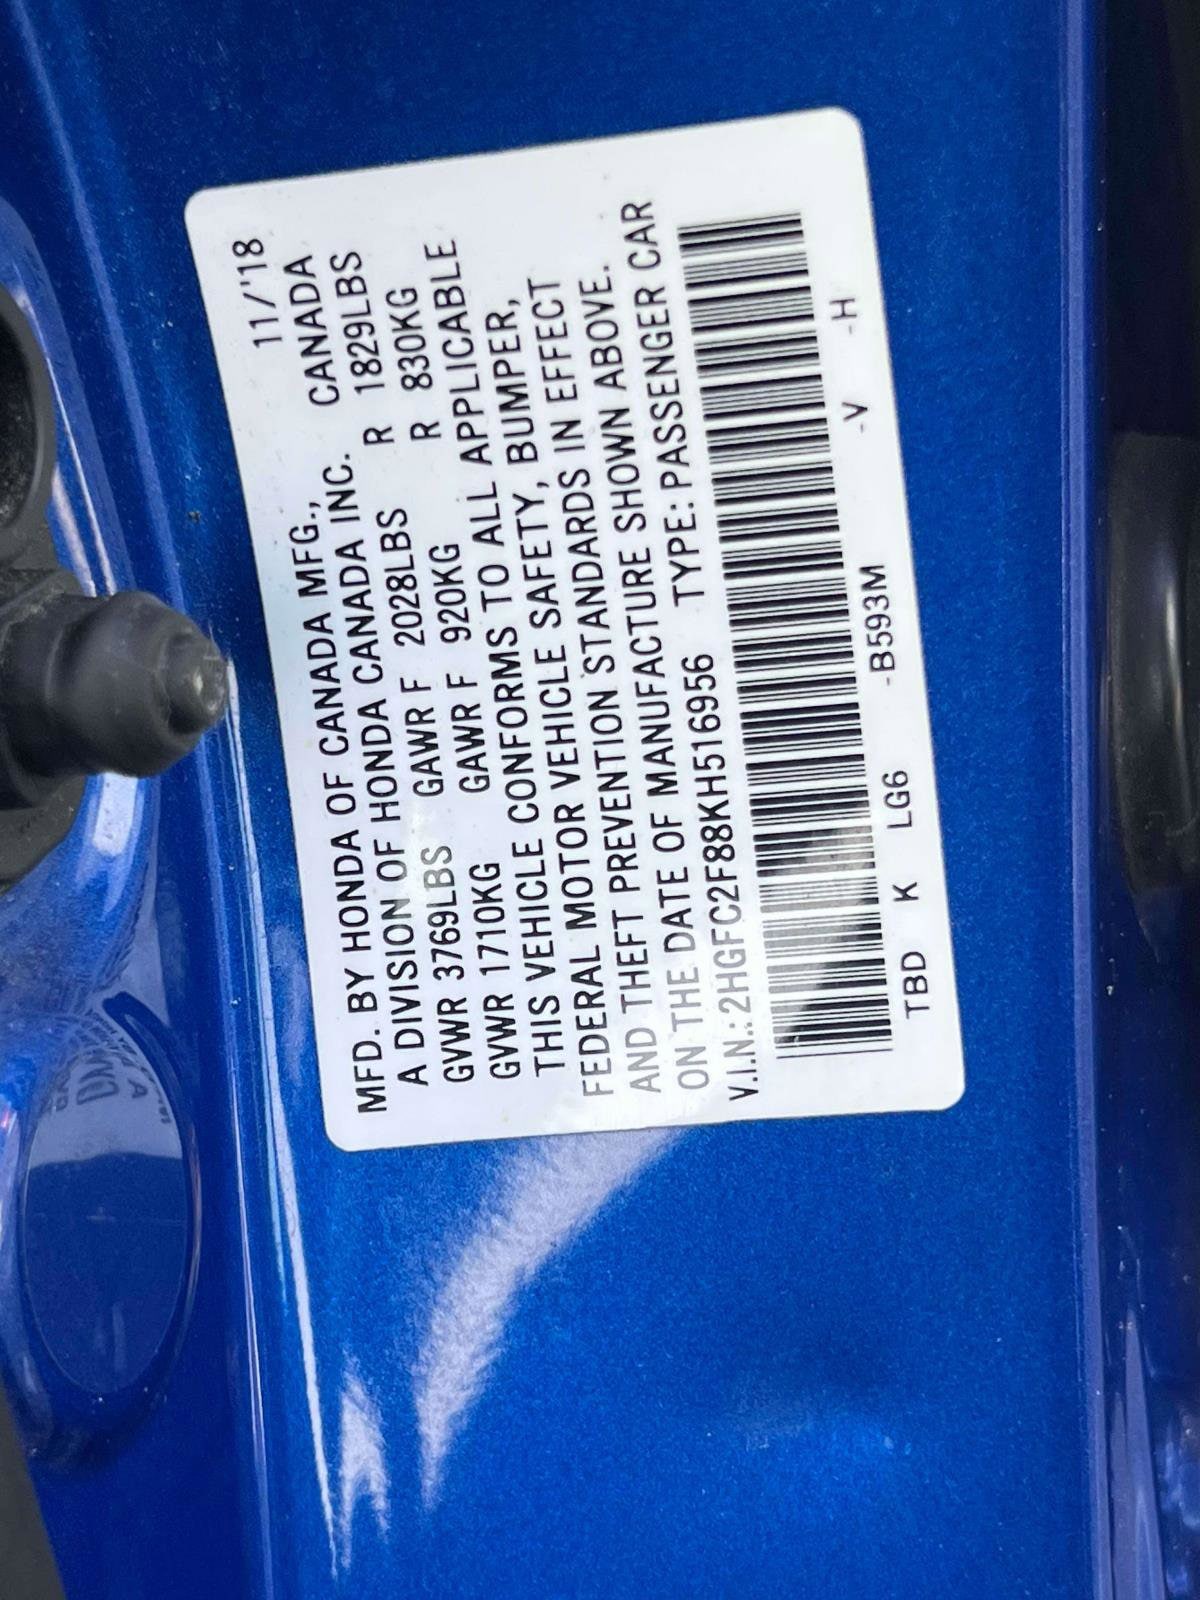 11/'18
MFD. BY HONDA OF CANADA MFG., CANADA
A DIVISION OF HONDA CANADA INC.
GVWR 3769LBS GAWR F 2028LBS R 1829LBS
GVWR 1710KG GAWR F 920KG R 830KG
THIS VEHICLE CONFORMS TO ALL APPLICABLE
FEDERAL MOTOR VEHICLE SAFETY, BUMPER,
AND THEFT PREVENTION STANDARDS IN EFFECT
ON THE DATE OF MANUFACTURE SHOWN ABOVE.
V.I.N.: 2HGFC2F88KH516956 TYPE: PASSENGER CAR
TBD K LG6 -B593M -V -H